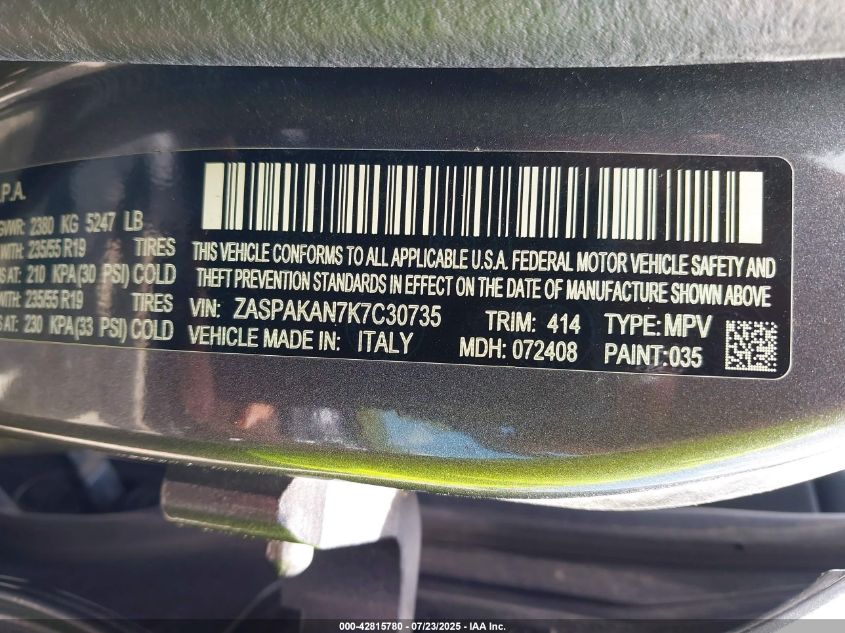 .P.A.
GVWR: 2380 KG 5247 LB
WITH: 235/55 R19 TIRES
S AT: 210 KPA(30 PSI) COLD
WITH: 235/55 R19 TIRES
S AT: 230 KPA(33 PSI) COLD
THIS VEHICLE CONFORMS TO ALL APPLICABLE U.S.A. FEDERAL MOTOR VEHICLE SAFETY AND
THEFT PREVENTION STANDARDS IN EFFECT ON THE DATE OF MANUFACTURE SHOWN ABOVE
VIN: ZASPAKAN7K7C30735 TRIM: 414 TYPE: MPV
VEHICLE MADE IN: ITALY MDH: 072408 PAINT:035
000-42815780 - 07/23/2025 - IAA Inc.